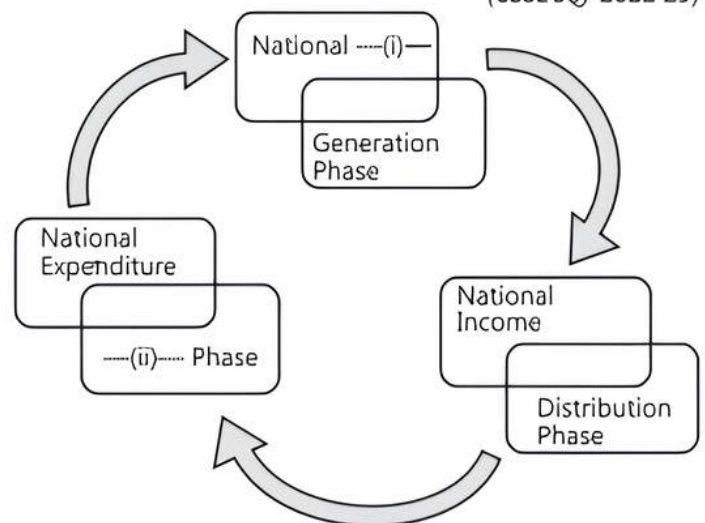 National -----(i)—
Generation
Phase
National
Expenditure
-----(ii)----- Phase
National
Income
Distribution
Phase